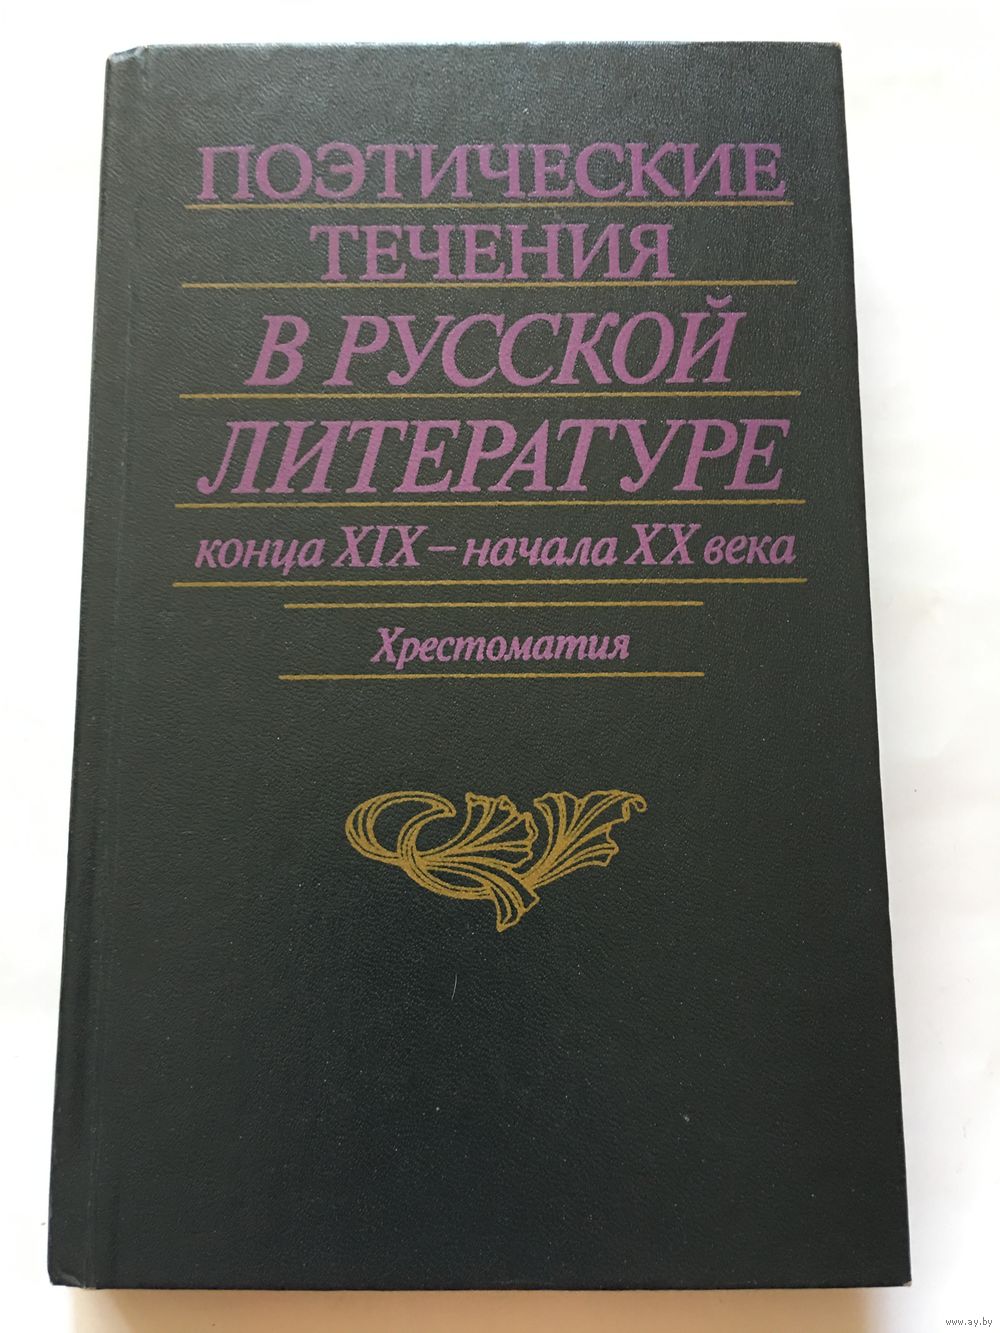 ПОЭТИЧЕСКИЕ
ТЕЧЕНИЯ
В РУССКОЙ
ЛИТЕРАТУРЕ
конца XIX – начала XX века
Хрестоматия
www.ay.by